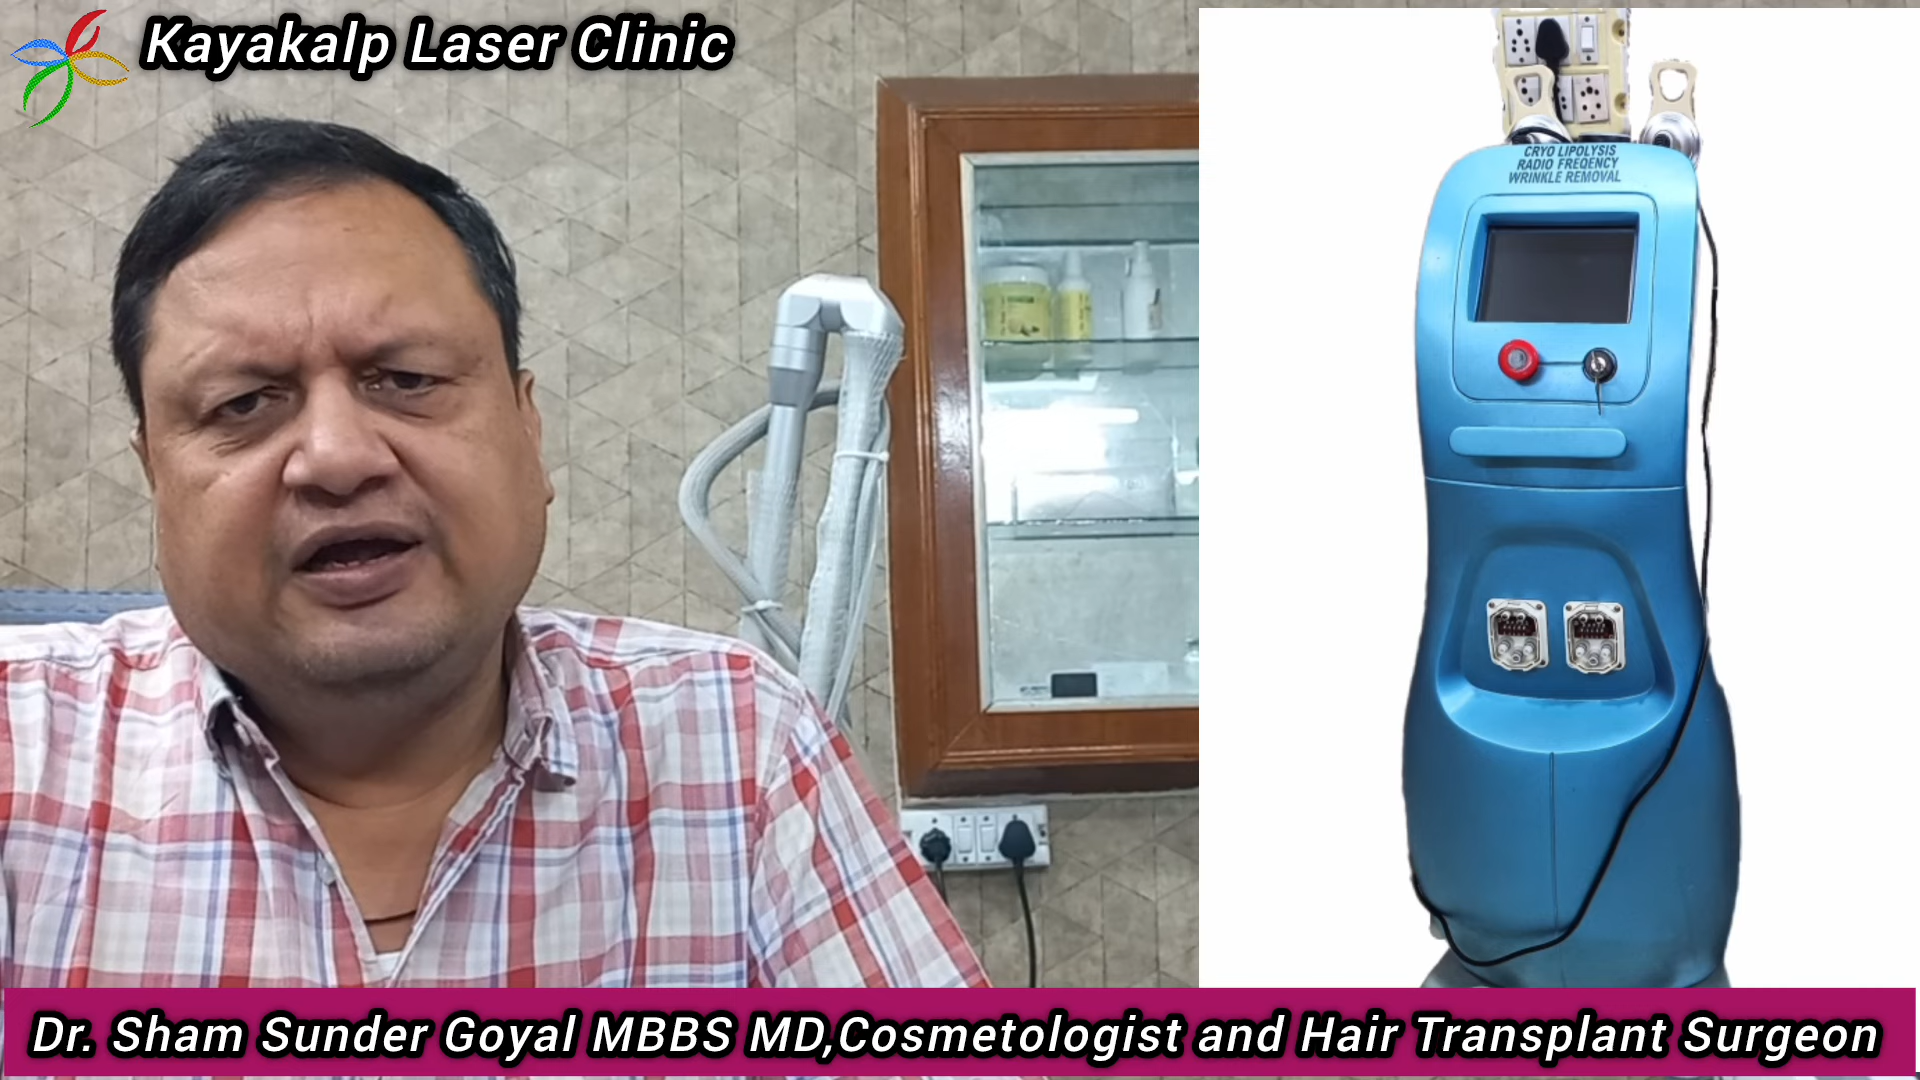 Kayakalp Laser Clinic
CRYO LIPOLYSIS
RADIO FREQENCY
WRINKLE REMOVAL
Dr. Sham Sunder Goyal MBBS MD,Cosmetologist and Hair Transplant Surgeon